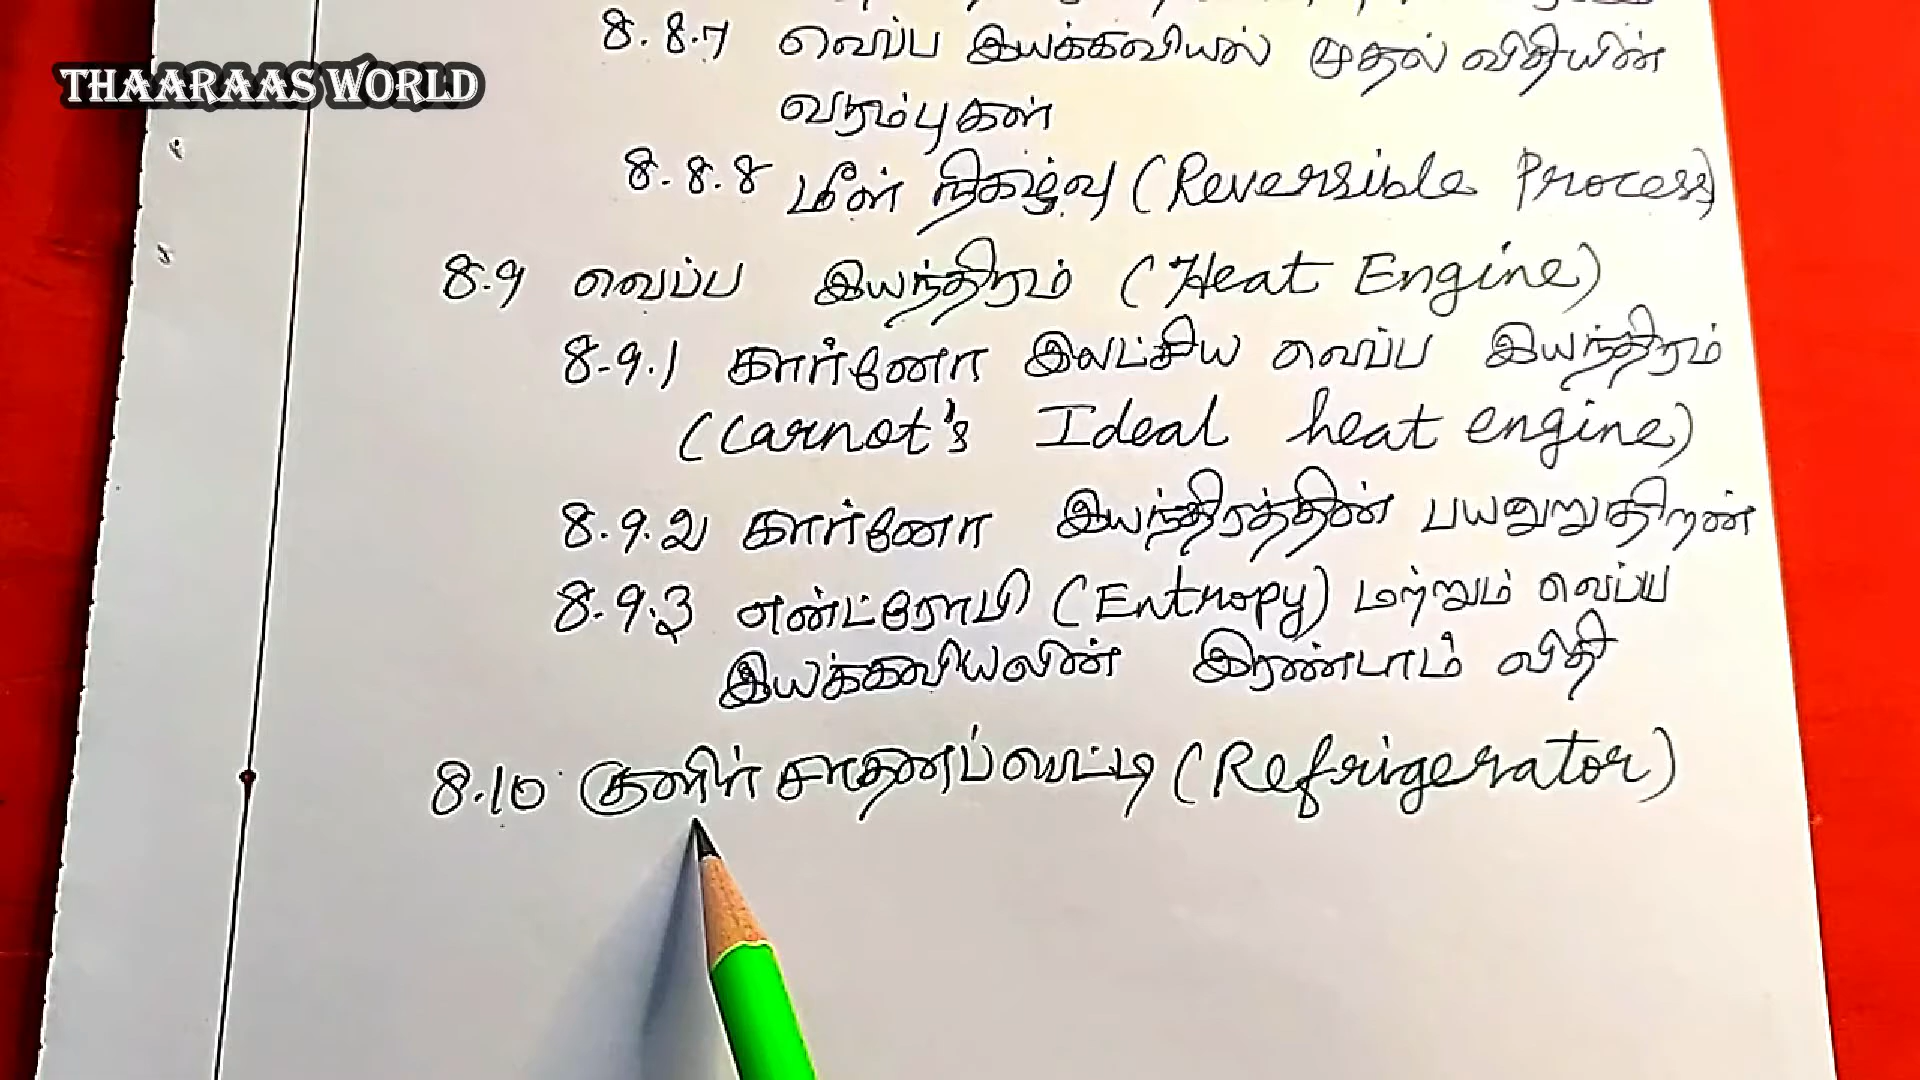 THAARAAS WORLD
8.8.7 வெப்ப இயக்கவியல் முதல் விதியின்
வரம்புகள்
8.8.8 மீள் நிகழ்வு (Reversible Process)
8.9 வெப்ப இயந்திரம் (Heat Engine)
8.9.1 கார்னோ இலட்சிய வெப்ப இயந்திரம்
(Carnot's Ideal heat engine)
8.9.2 கார்னோ இயந்திரத்தின் பயனுறுதிறன்
8.9.3 என்ட்ரோபி (Entropy) மற்றும் வெப்ப
இயக்கவியலின் இரண்டாம் விதி
8.10 குளிர் சாதனப் பெட்டி (Refrigerator)